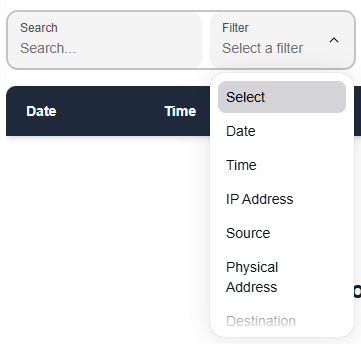 Search
Filter
Search...
Select a filter
Date
Time
Select
Date
Time
IP Address
Source
Physical
Address
Destination